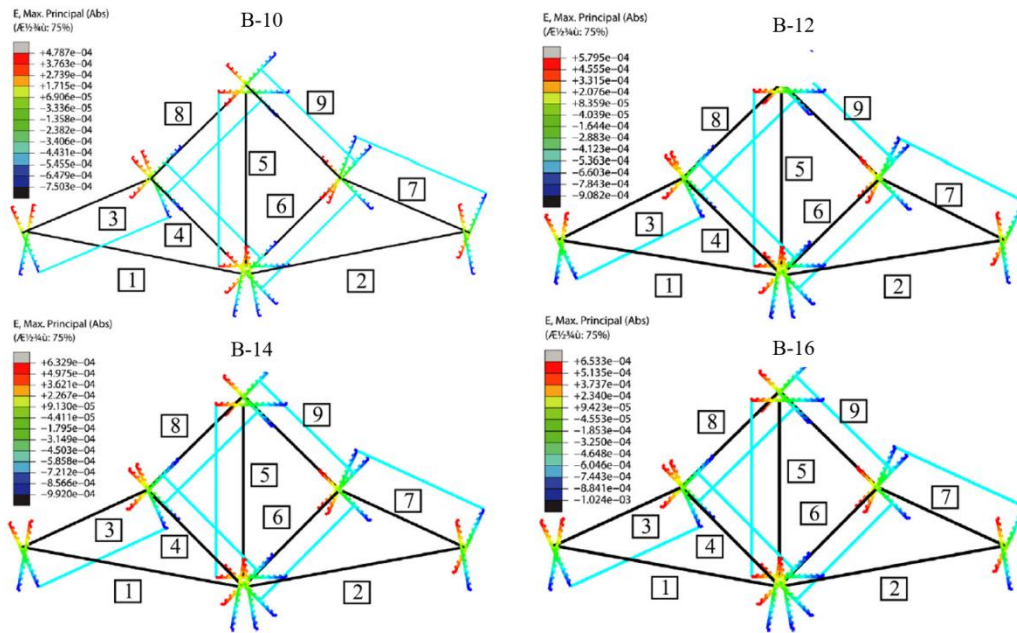 E, Max. Principal (Abs)
(Æ½¾ù: 75%)
+4.787e−04
+3.763e−04
+2.739e−04
+1.715e−04
+6.906e−05
−3.336e−05
−1.358e−04
−2.382e−04
−3.406e−04
−4.431e−04
−5.455e−04
−6.479e−04
−7.503e−04
B-10
8
9
5
3
4
6
7
1
2
E, Max. Principal (Abs)
(Æ½¾ù: 75%)
+5.795e−04
+4.555e−04
+3.315e−04
+2.076e−04
+8.359e−05
−4.039e−05
−1.644e−04
−2.883e−04
−4.123e−04
−5.363e−04
−6.603e−04
−7.843e−04
−9.082e−04
B-12
8
9
5
3
4
6
7
1
2
E, Max. Principal (Abs)
(Æ½¾ù: 75%)
+6.329e−04
+4.975e−04
+3.621e−04
+2.267e−04
+9.130e−05
−4.411e−05
−1.795e−04
−3.149e−04
−4.503e−04
−5.858e−04
−7.212e−04
−8.566e−04
−9.920e−04
B-14
8
9
5
3
4
6
7
1
2
E, Max. Principal (Abs)
(Æ½¾ù: 75%)
+6.533e−04
+5.135e−04
+3.737e−04
+2.340e−04
+9.423e−05
−4.553e−05
−1.853e−04
−3.250e−04
−4.648e−04
−6.046e−04
−7.443e−04
−8.841e−04
−1.024e−03
B-16
8
9
5
3
4
6
7
1
2